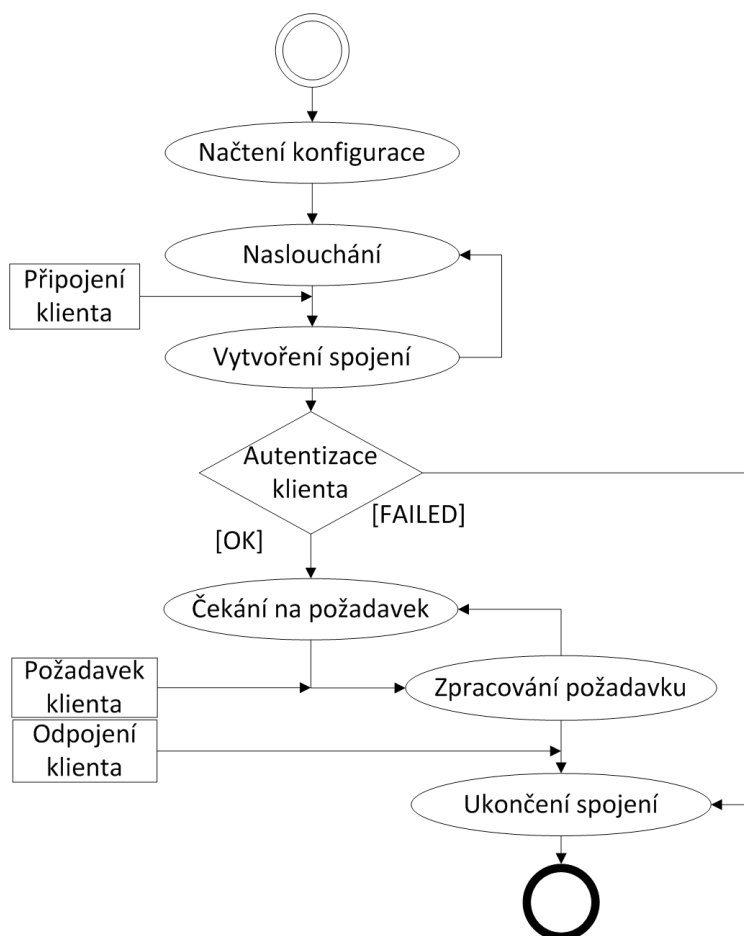 Načtení konfigurace
Naslouchání
Připojení
klienta
Vytvoření spojení
Autentizace
klienta
[FAILED]
[OK]
Čekání na požadavek
Požadavek
klienta
Zpracování požadavku
Odpojení
klienta
Ukončení spojení